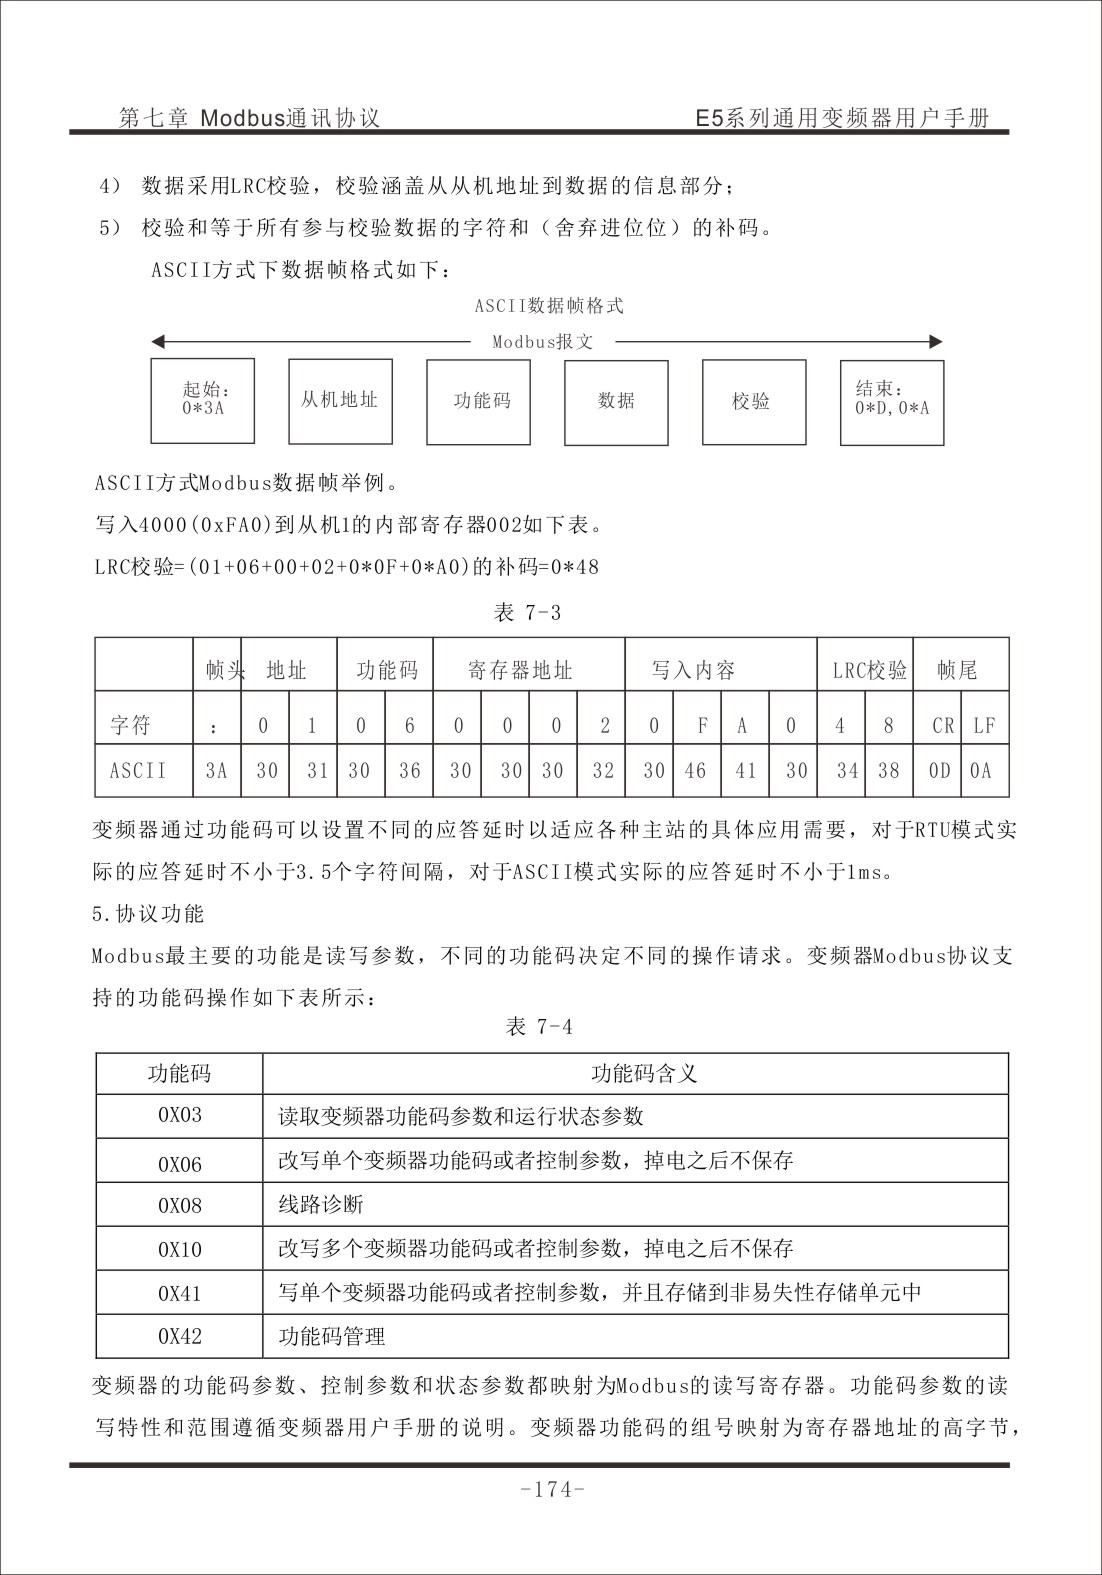 第七章 Modbus通讯协议 E5系列通用变频器用户手册
4） 数据采用LRC校验，校验涵盖从从机地址到数据的信息部分；
5） 校验和等于所有参与校验数据的字符和（舍弃进位位）的补码。
ASCII方式下数据帧格式如下：
ASCII数据帧格式
Modbus报文
起始：
0*3A
从机地址 功能码 数据 校验
结束：
0*D,0*A
ASCII方式Modbus数据帧举例。
写入4000(0xFA0)到从机1的内部寄存器002如下表。
LRC校验=(01+06+00+02+0*0F+0*A0)的补码=0*48
表 7-3
帧头 地址 功能码 寄存器地址 写入内容 LRC校验 帧尾
字符 : 0 1 0 6 0 0 0 2 0 F A 0 4 8 CR LF
ASCII 3A 30 31 30 36 30 30 30 32 30 46 41 30 34 38 0D 0A
变频器通过功能码可以设置不同的应答延时以适应各种主站的具体应用需要，对于RTU模式实
际的应答延时不小于3.5个字符间隔，对于ASCII模式实际的应答延时不小于1ms。
5.协议功能
Modbus最主要的功能是读写参数，不同的功能码决定不同的操作请求。变频器Modbus协议支
持的功能码操作如下表所示：
表 7-4
功能码 功能码含义
0X03 读取变频器功能码参数和运行状态参数
0X06 改写单个变频器功能码或者控制参数，掉电之后不保存
0X08 线路诊断
0X10 改写多个变频器功能码或者控制参数，掉电之后不保存
0X41 写单个变频器功能码或者控制参数，并且存储到非易失性存储单元中
0X42 功能码管理
变频器的功能码参数、控制参数和状态参数都映射为Modbus的读写寄存器。功能码参数的读
写特性和范围遵循变频器用户手册的说明。变频器功能码的组号映射为寄存器地址的高字节，
-174-